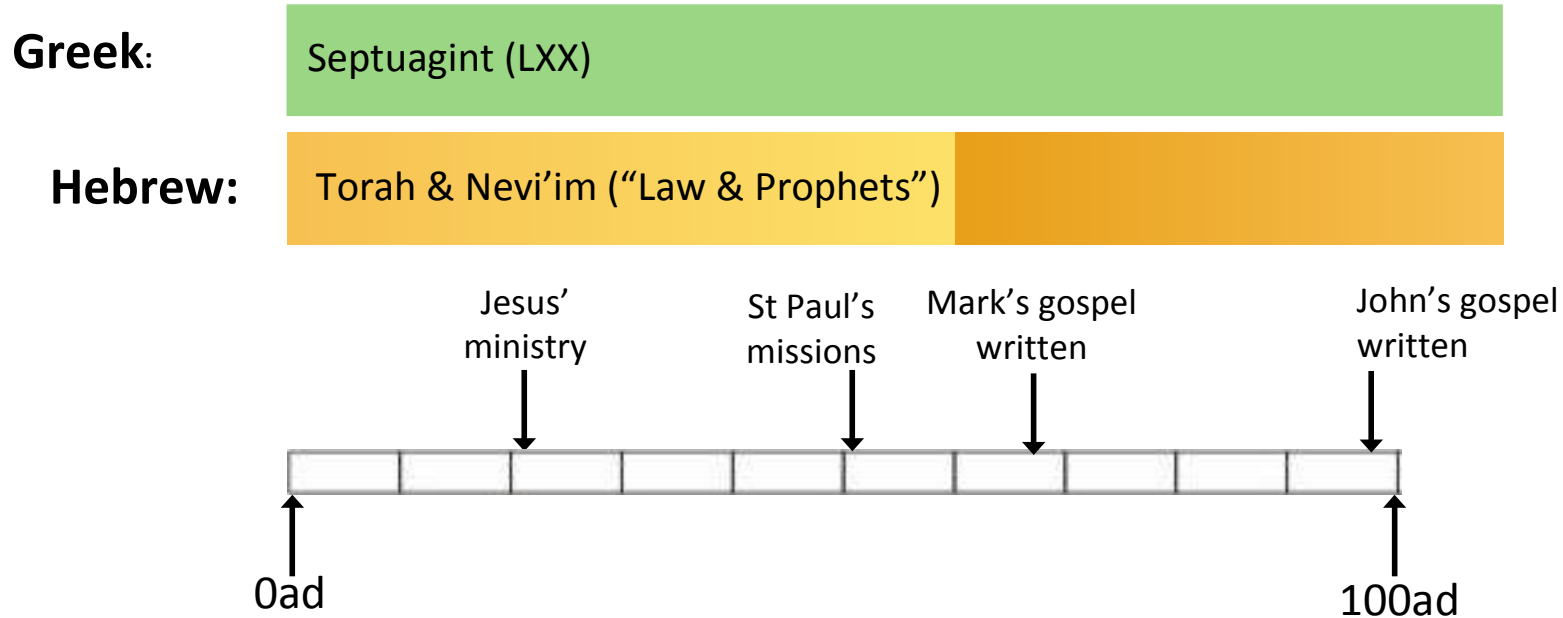 Greek:
Septuagint (LXX)
Hebrew:
Torah & Nevi’im (“Law & Prophets”)
Jesus’
ministry
St Paul’s
missions
Mark’s gospel
written
John’s gospel
written
0ad
100ad